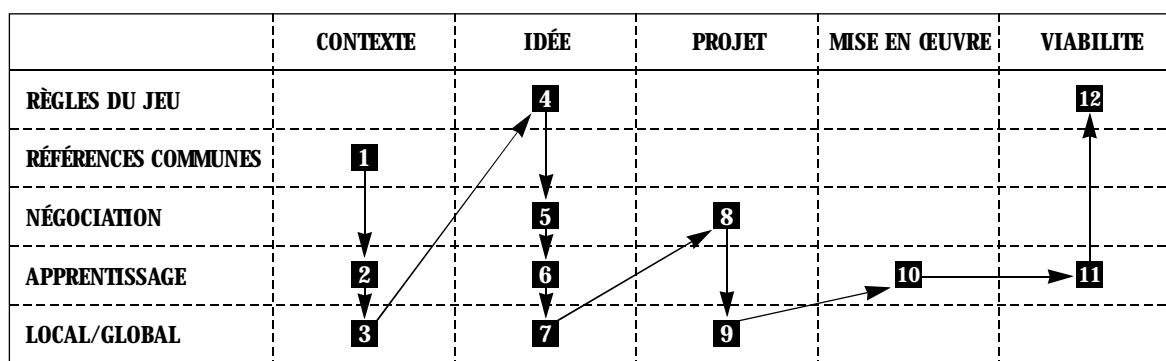 CONTEXTE IDÉE PROJET MISE EN ŒUVRE VIABILITE
RÈGLES DU JEU 4 12
RÉFÉRENCES COMMUNES 1
NÉGOCIATION 5 8
APPRENTISSAGE 2 6 10 11
LOCAL/GLOBAL 3 7 9